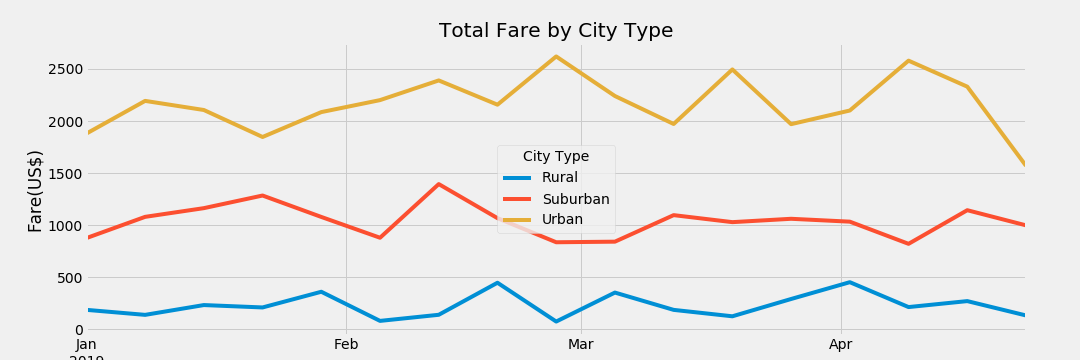 Total Fare by City Type
Fare(US$)
2500
2000
1500
1000
500
0
City Type
Rural
Suburban
Urban
Jan
Feb
Mar
Apr
2019